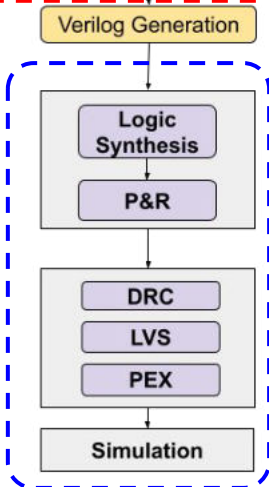 Verilog Generation
Logic
Synthesis
P&R
DRC
LVS
PEX
Simulation